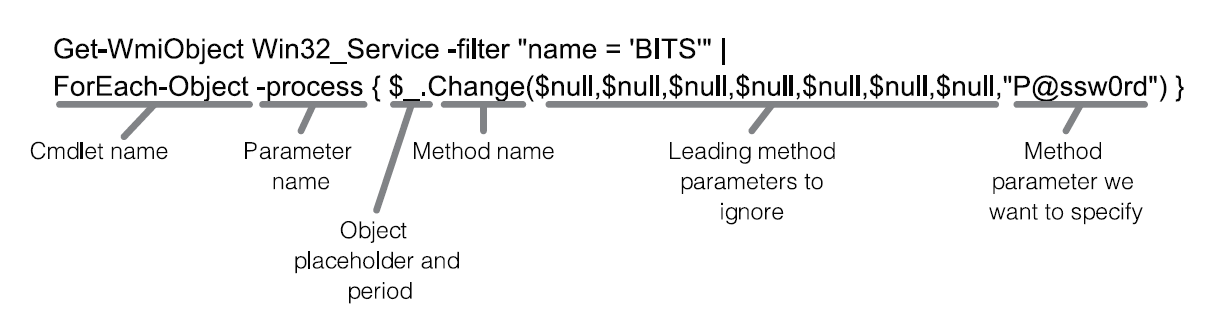 Get-WmiObject Win32_Service -filter "name = 'BITS'" |
ForEach-Object -process { $_.Change($null,$null,$null,$null,$null,$null,$null,"P@ssw0rd") }
Cmdlet name
Parameter
name
Method name
Leading method
parameters to
ignore
Method
parameter we
want to specify
Object
placeholder and
period